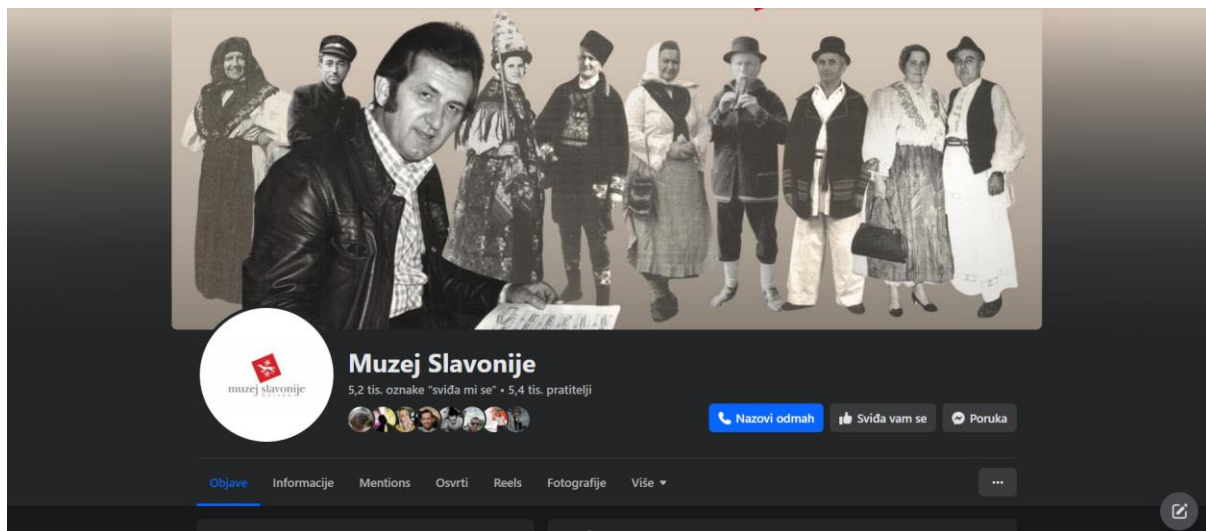 muzej slavonije
OSIJEK
Muzej Slavonije
5,2 tis. oznake "sviđa mi se" • 5,4 tis. pratitelji
Nazovi odmah
Sviđa vam se
Poruka
Objave Informacije Mentions Osvrti Reels Fotografije Više